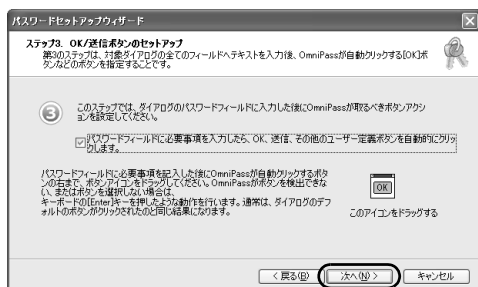 パスワードセットアップウィザード
ステップ3. OK/送信ボタンのセットアップ
第3のステップは、対象ダイアログの全てのフィールドへテキストを入力後、OmniPassが自動クリックする[OK]ボ
タンなどのボタンを指定することです。
3
このステップでは、ダイアログのパスワードフィールドに入力した後にOmniPassが取るべきボタンアクシ
ョンを設定してください。
パスワードフィールドに必要事項を入力したら、OK、送信、その他のユーザー定義ボタンを自動的にクリッ
クします。
パスワードフィールドに必要事項を記入した後にOmniPassが自動クリックするボタ
ンの右まで、ボタンアイコンをドラッグしてください。OmniPassがボタンを検出できな
い、またはボタンを選択しない場合は、
キーボードの[Enter]キーを押したような動作を行います。通常は、ダイアログのデフ
ォルトのボタンがクリックされたのと同じ結果になります。
OK
このアイコンをドラッグする
< 戻る(B)
次へ(N) >
キャンセル